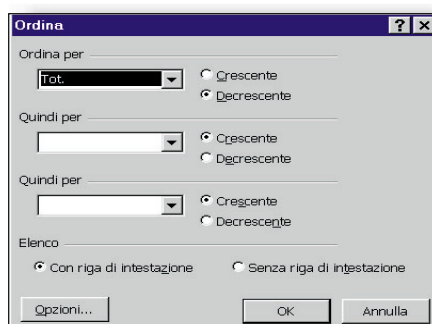 Ordina
Ordina per
Tot.
Crescente
Decrescente
Quindi per
Crescente
Decrescente
Quindi per
Crescente
Decrescente
Elenco
Con riga di intestazione Senza riga di intestazione
Opzioni... OK Annulla